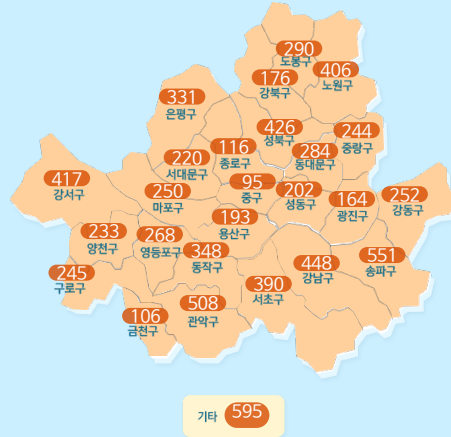 290
도봉구
406
노원구
176
강북구
331
은평구
426
성북구
244
중랑구
116
종로구
284
동대문구
220
서대문구
417
강서구
250
마포구
95
중구
202
성동구
164
광진구
252
강동구
193
용산구
233
양천구
268
영등포구
348
동작구
551
송파구
448
강남구
245
구로구
390
서초구
508
관악구
106
금천구
기타 595